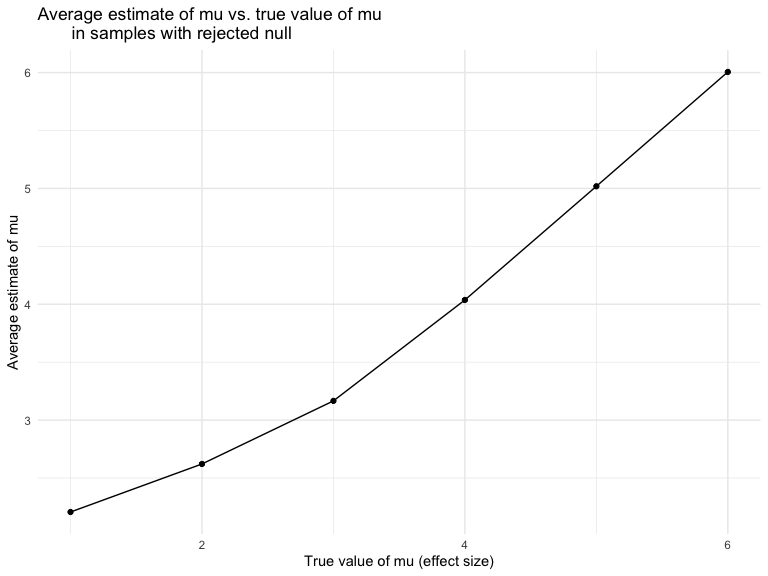 Average estimate of mu vs. true value of mu
in samples with rejected null
Average estimate of mu
6
5
4
3
2
4
6
True value of mu (effect size)